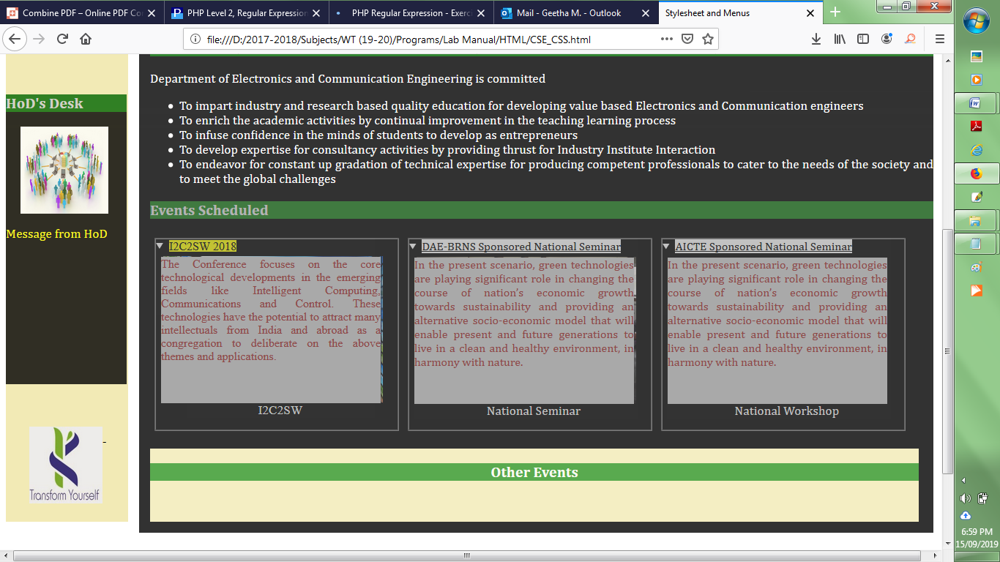 Combine PDF – Online PDF Co
PHP Level 2, Regular Expression
PHP Regular Expression - Exerci
Mail - Geetha M. - Outlook
Stylesheet and Menus
file:///D:/2017-2018/Subjects/WT (19-20)/Programs/Lab Manual/HTML/CSE_CSS.html
HoD's Desk
Message from HoD
Transform Yourself
Department of Electronics and Communication Engineering is committed
To impart industry and research based quality education for developing value based Electronics and Communication engineers
To enrich the academic activities by continual improvement in the teaching learning process
To infuse confidence in the minds of students to develop as entrepreneurs
To develop expertise for consultancy activities by providing thrust for Industry Institute Interaction
To endeavor for constant up gradation of technical expertise for producing competent professionals to cater to the needs of the society and
to meet the global challenges
Events Scheduled
I2C2SW 2018
The Conference focuses on the core
technological developments in the emerging
fields like Intelligent Computing,
Communications and Control. These
technologies have the potential to attract many
intellectuals from India and abroad as a
congregation to deliberate on the above
themes and applications.
I2C2SW
DAE-BRNS Sponsored National Seminar
In the present scenario, green technologies
are playing significant role in changing the
course of nation’s economic growth
towards sustainability and providing an
alternative socio-economic model that will
enable present and future generations to
live in a clean and healthy environment, in
harmony with nature.
National Seminar
AICTE Sponsored National Seminar
In the present scenario, green technologies
are playing significant role in changing the
course of nation’s economic growth
towards sustainability and providing an
alternative socio-economic model that will
enable present and future generations to
live in a clean and healthy environment, in
harmony with nature.
National Workshop
Other Events
6:59 PM
15/09/2019